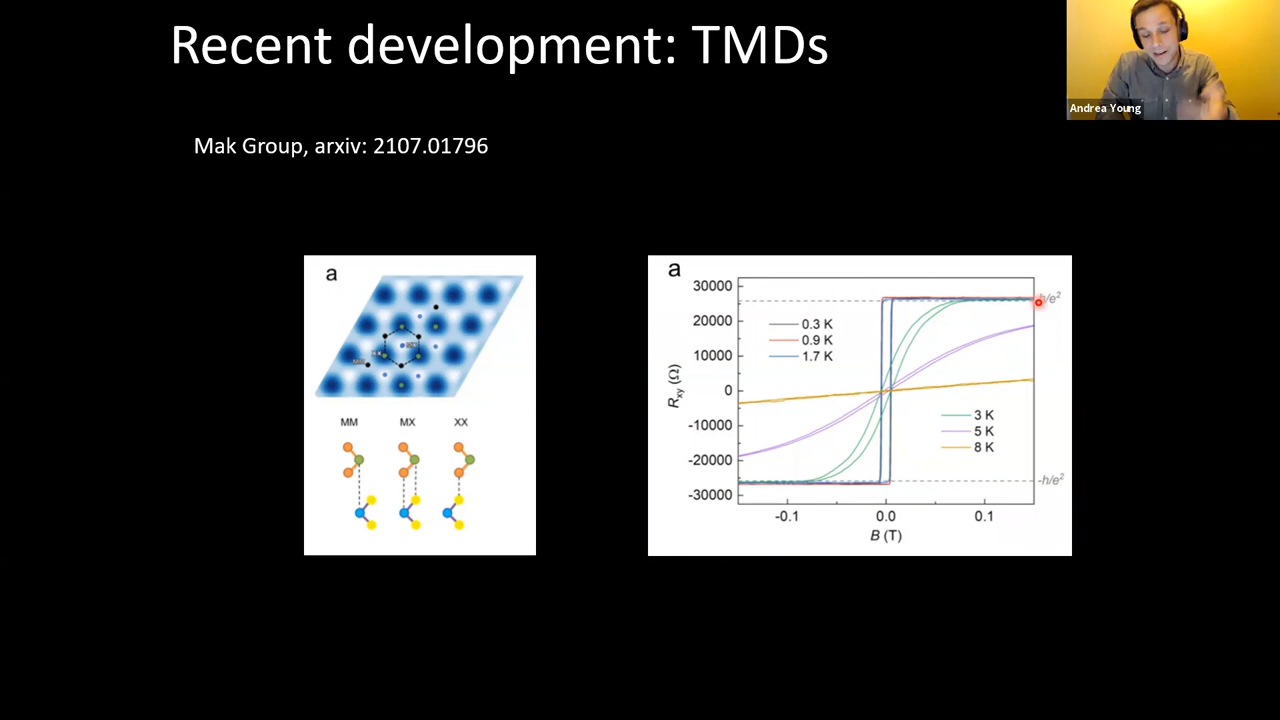 Recent development: TMDs
Andrea Young
Mak Group, arxiv: 2107.01796
a
MM MX XX
a
30000
20000
10000
0
-10000
-20000
-30000
Rxy (Ω)
0.3 K
0.9 K
1.7 K
3 K
5 K
8 K
h/e²
-h/e²
-0.1 0.0 0.1
B (T)